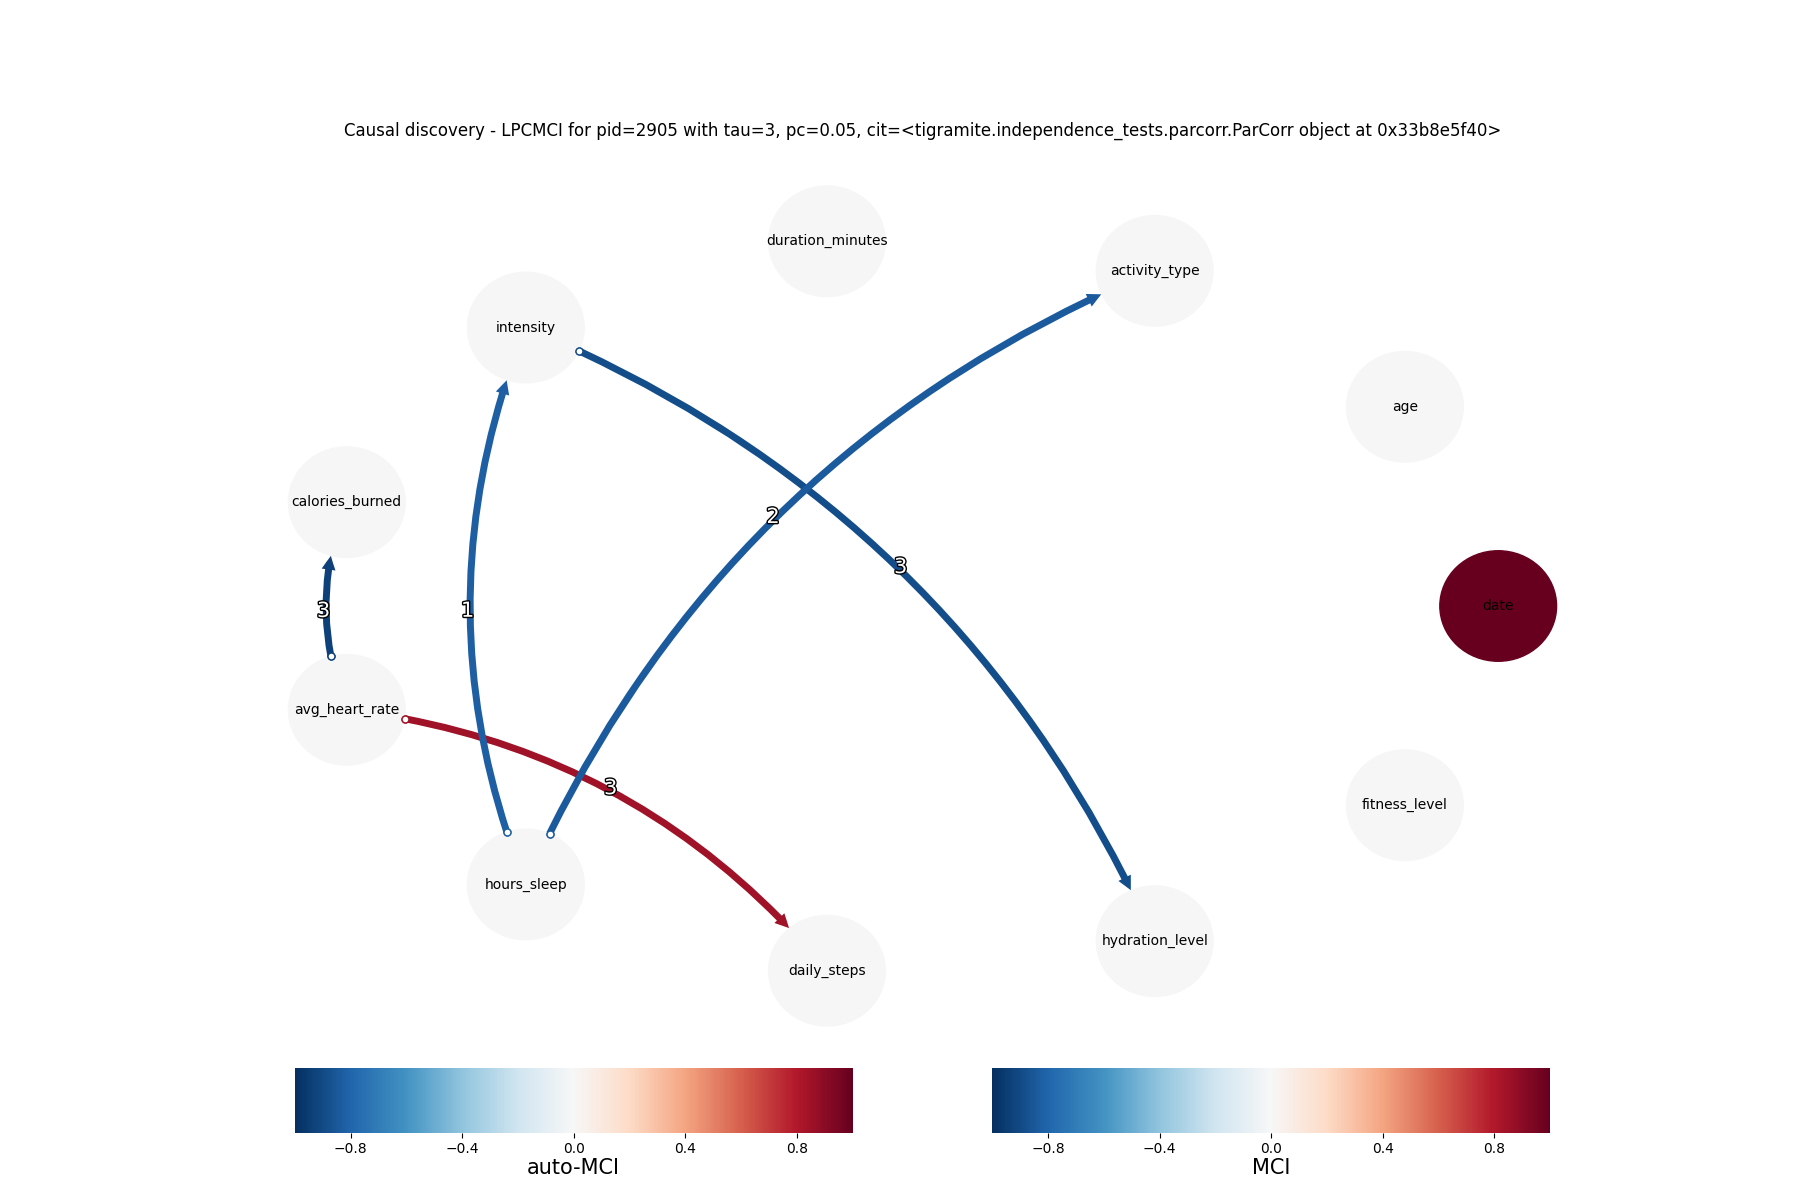 Causal discovery - LPCMCI for pid=2905 with tau=3, pc=0.05, cit=<tigramite.independence_tests.parcorr.ParCorr object at 0x33b8e5f40>
duration_minutes
activity_type
intensity
age
calories_burned
2
3
date
3
1
avg_heart_rate
3
fitness_level
hours_sleep
hydration_level
daily_steps
−0.8 −0.4 0.0 0.4 0.8
auto-MCI
−0.8 −0.4 0.0 0.4 0.8
MCI